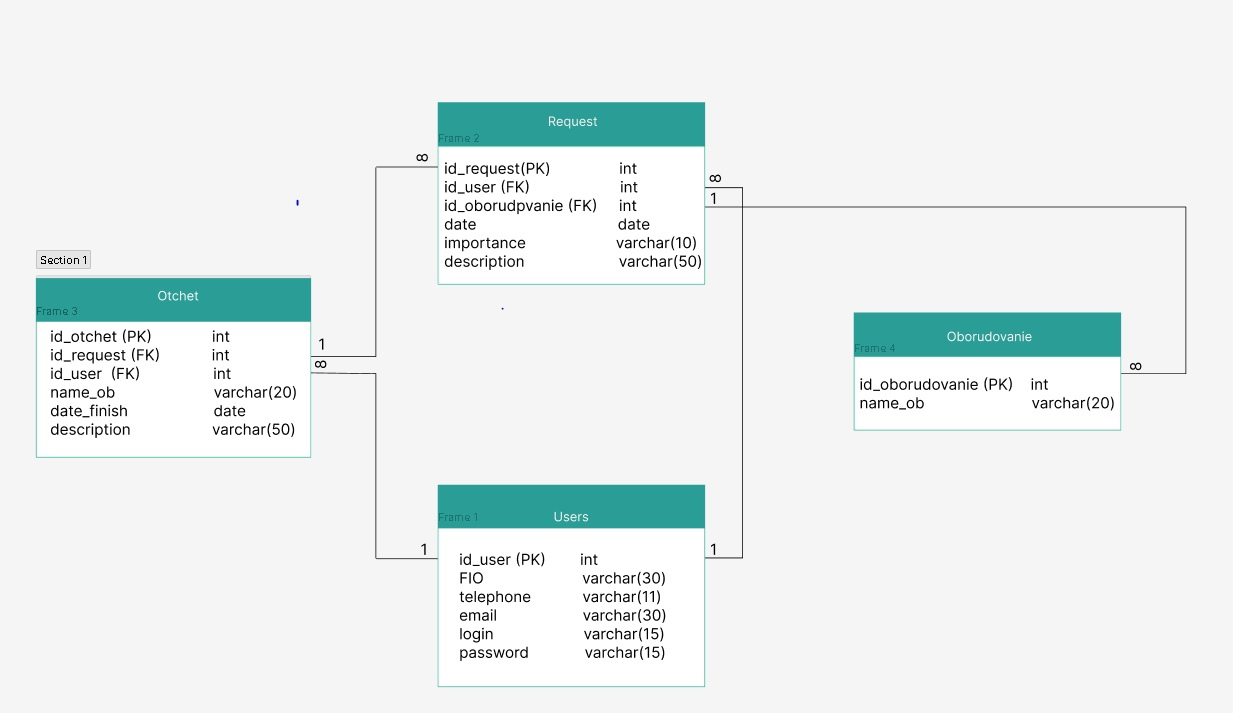 Request
Frame 2
id_request(PK) int
id_user (FK) int
id_oborudpvanie (FK) int
date date
importance varchar(10)
description varchar(50)
8
8
1
Section 1
Otchet
Frame 3
id_otchet (PK) int
id_request (FK) int
id_user (FK) int
name_ob varchar(20)
date_finish date
description varchar(50)
1
8
Oborudovanie
Frame 4
id_oborudovanie (PK) int
name_ob varchar(20)
8
Frame 1 Users
id_user (PK) int
FIO varchar(30)
telephone varchar(11)
email varchar(30)
login varchar(15)
password varchar(15)
1
1